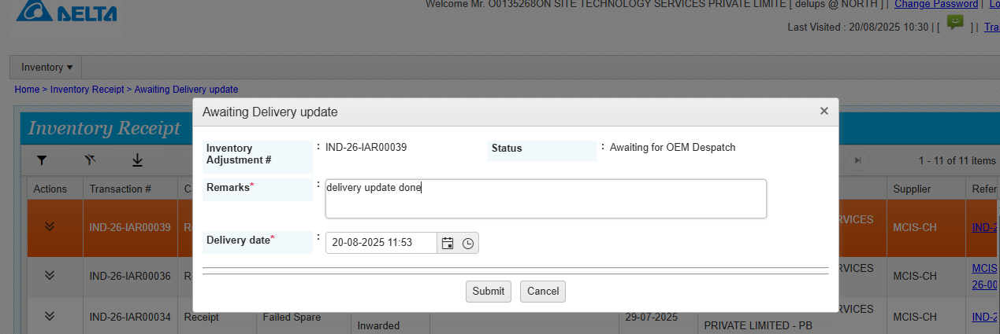 DELTA
Welcome Mr. O0135268ON SITE TECHNOLOGY SERVICES PRIVATE LIMITE [ delups @ NORTH ] | Change Password | Lo
Last Visited : 20/08/2025 10:30 | [ ] | Tra
Inventory
Home > Inventory Receipt > Awaiting Delivery update
Awaiting Delivery update ×
Inventory Receipt
Inventory Adjustment # : IND-26-IAR00039 Status : Awaiting for OEM Despatch
1 - 11 of 11 items
Remarks* : delivery update done
Actions Transaction # Supplier Refer
IND-26-IAR00039 R RVICES MCIS-CH IND-2
Delivery date* : 20-08-2025 11:53
IND-26-IAR00036 R RVICES MCIS-CH MCIS
26-00
Submit Cancel
IND-26-IAR00034 Receipt Failed Spare Inwarded 29-07-2025 RVICES PRIVATE LIMITED - PB MCIS-CH IND-2